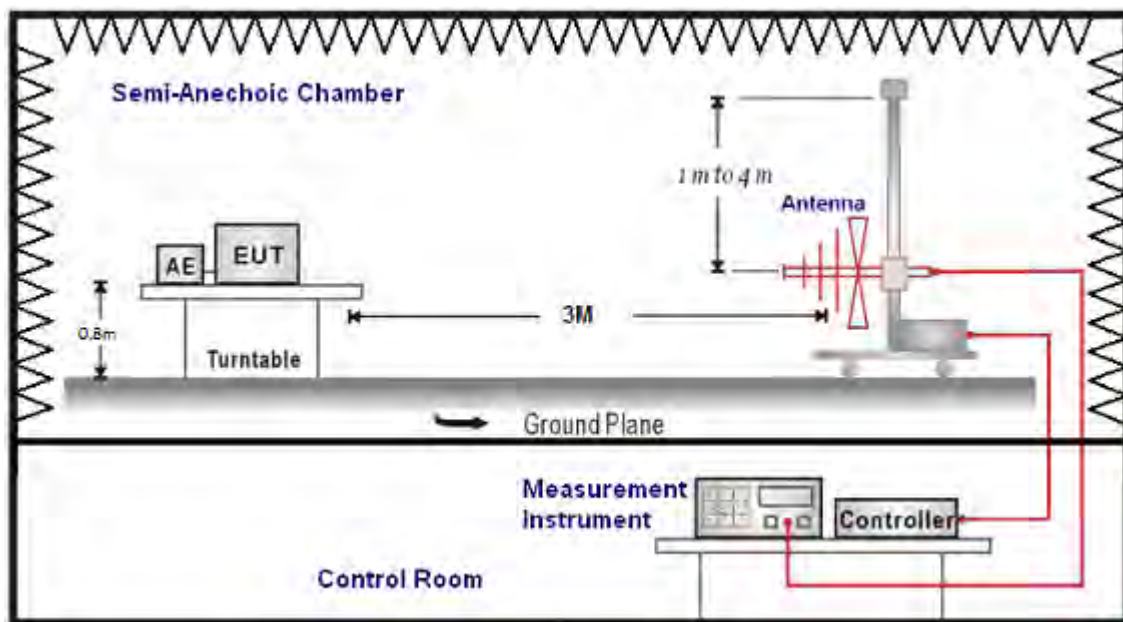 Semi-Anechoic Chamber
1 m to 4 m
Antenna
AE
EUT
0.8m
3M
Turntable
Ground Plane
Measurement
Instrument
Controller
Control Room